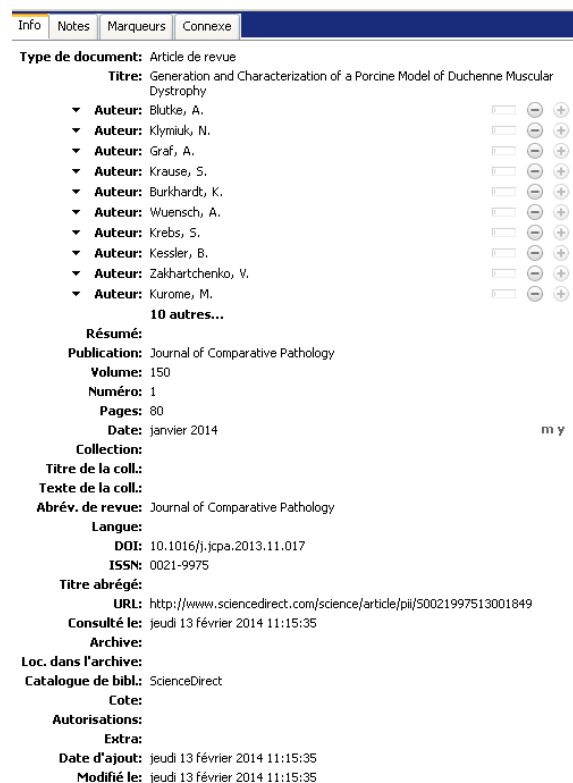 Info Notes Marqueurs Connexe
Type de document: Article de revue
Titre: Generation and Characterization of a Porcine Model of Duchenne Muscular
Dystrophy
Auteur: Blutke, A.
Auteur: Klymiuk, N.
Auteur: Graf, A.
Auteur: Krause, S.
Auteur: Burkhardt, K.
Auteur: Wuensch, A.
Auteur: Krebs, S.
Auteur: Kessler, B.
Auteur: Zakhartchenko, V.
Auteur: Kurome, M.
10 autres...
Résumé:
Publication: Journal of Comparative Pathology
Volume: 150
Numéro: 1
Pages: 80
Date: janvier 2014 m y
Collection:
Titre de la coll.:
Texte de la coll.:
Abrév. de revue: Journal of Comparative Pathology
Langue:
DOI: 10.1016/j.jcpa.2013.11.017
ISSN: 0021-9975
Titre abrégé:
URL: http://www.sciencedirect.com/science/article/pii/S0021997513001849
Consulté le: jeudi 13 février 2014 11:15:35
Archive:
Loc. dans l'archive:
Catalogue de bibl.: ScienceDirect
Cote:
Autorisations:
Extra:
Date d'ajout: jeudi 13 février 2014 11:15:35
Modifié le: jeudi 13 février 2014 11:15:35